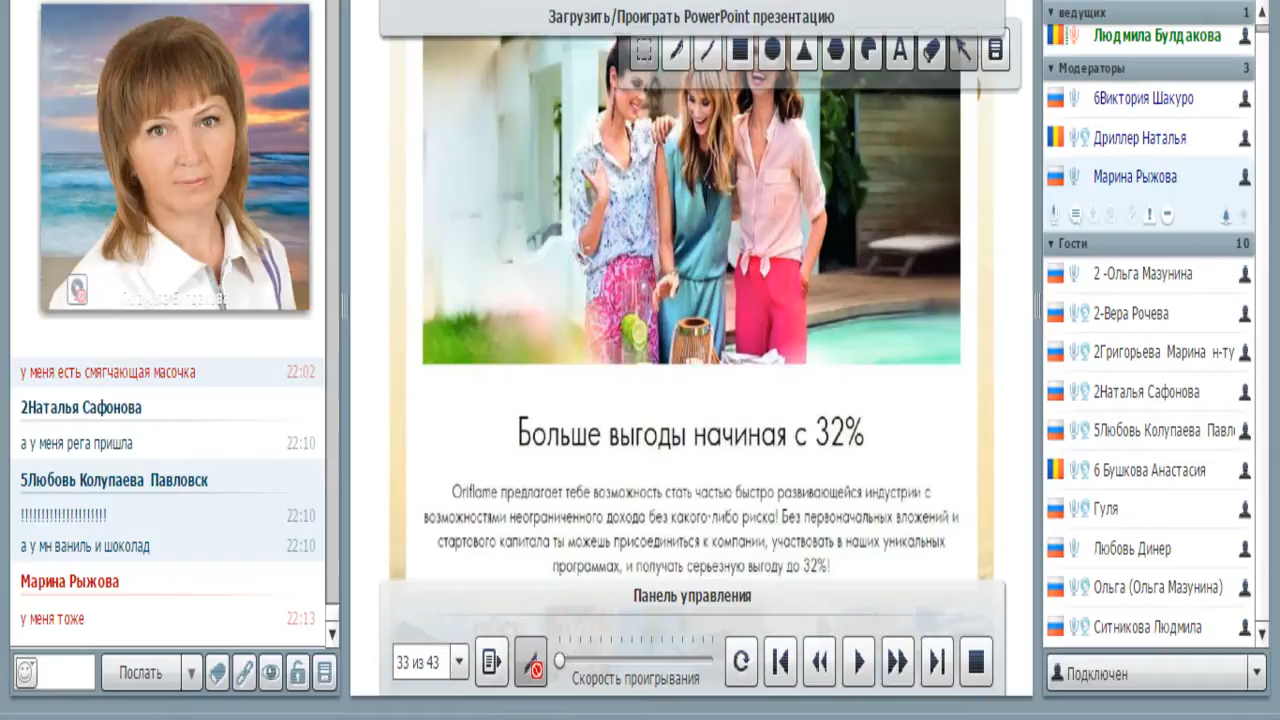 у меня есть смягчающая масочка 22:02
2Наталья Сафонова
а у меня рега пришла 22:10
5Любовь Колупаева Павловск
!!!!!!!!!!!!!!!!!!!!! 22:10
а у мн ваниль и шоколад 22:10
Марина Рыжова
у меня тоже 22:13
Послать
Загрузить/Проиграть PowerPoint презентацию
A
Больше выгоды начиная с 32%
Oriflame предлагает тебе возможность стать частью быстро развивающейся индустрии с
возможностями неограниченного дохода без какого-либо риска! Без первоначальных вложений и
стартового капитала ты можешь присоединиться к компании, участвовать в наших уникальных
программах, и получать серьезную выгоду до 32%!
Панель управления
33 из 43
Скорость проигрывания
ведущих 1
Людмила Булдакова
Модераторы 3
6Виктория Шакуро
Дриллер Наталья
Марина Рыжова
Гости 10
2 -Ольга Мазунина
2-Вера Рочева
2Григорьева Марина н-ту
2Наталья Сафонова
5Любовь Колупаева Павл
6 Бушкова Анастасия
Гуля
Любовь Динер
Ольга (Ольга Мазунина)
Ситникова Людмила
Подключен